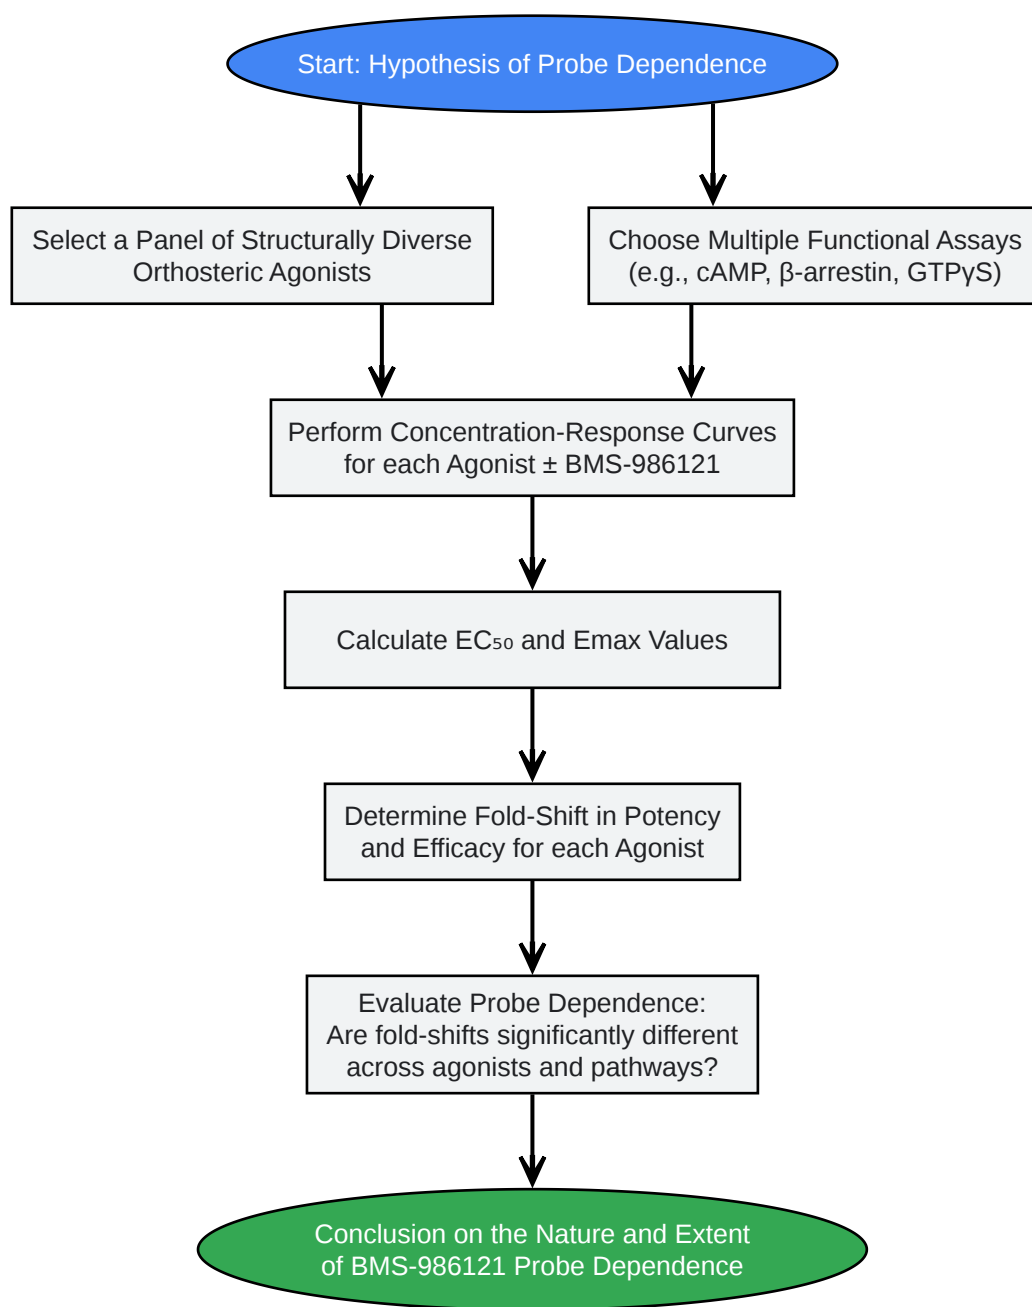 Start: Hypothesis of Probe Dependence
Select a Panel of Structurally Diverse
Orthosteric Agonists
Choose Multiple Functional Assays
(e.g., cAMP, β-arrestin, GTPγS)
Perform Concentration-Response Curves
for each Agonist ± BMS-986121
Calculate EC₅₀ and Emax Values
Determine Fold-Shift in Potency
and Efficacy for each Agonist
Evaluate Probe Dependence:
Are fold-shifts significantly different
across agonists and pathways?
Conclusion on the Nature and Extent
of BMS-986121 Probe Dependence